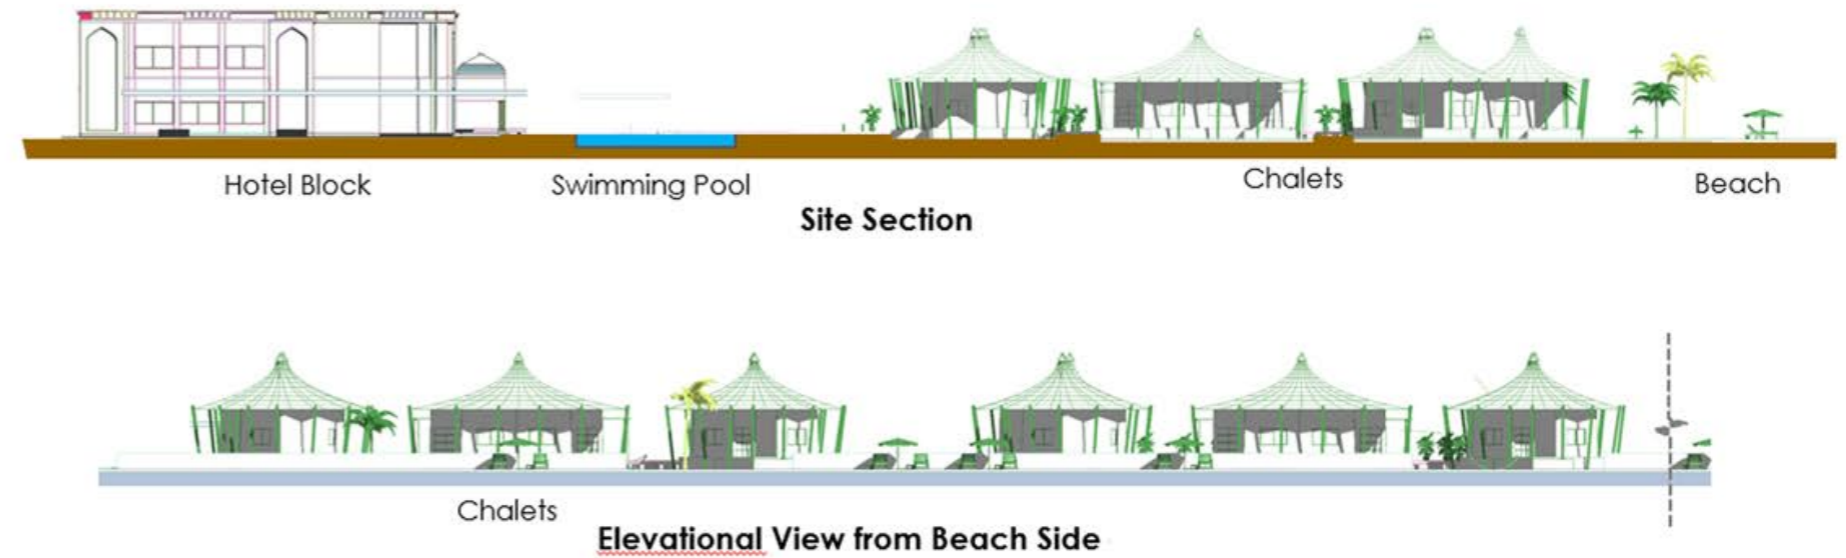 Hotel Block
Swimming Pool
Chalets
Beach
Site Section
Chalets
Elevational View from Beach Side